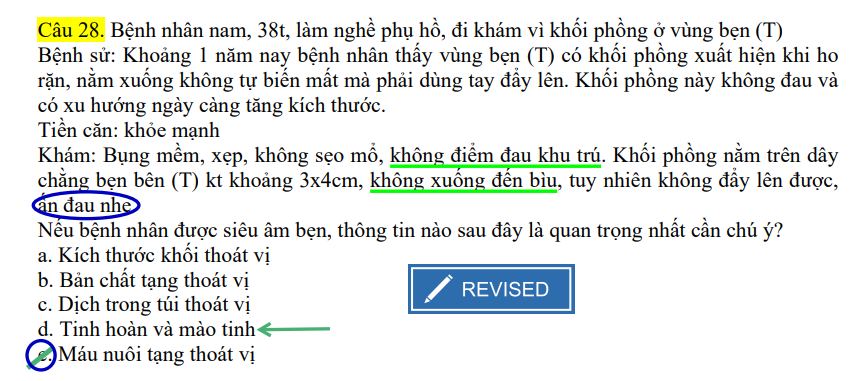 Câu 28. Bệnh nhân nam, 38t, làm nghề phụ hồ, đi khám vì khối phồng ở vùng bẹn (T)
Bệnh sử: Khoảng 1 năm nay bệnh nhân thấy vùng bẹn (T) có khối phồng xuất hiện khi ho
rặn, nằm xuống không tự biến mất mà phải dùng tay đẩy lên. Khối phồng này không đau và
có xu hướng ngày càng tăng kích thước.
Tiền căn: khỏe mạnh
Khám: Bụng mềm, xẹp, không sẹo mổ, không điểm đau khu trú. Khối phồng nằm trên dây
chằng bẹn bên (T) kt khoảng 3x4cm, không xuống đến bìu, tuy nhiên không đẩy lên được,
ấn đau nhẹ
Nếu bệnh nhân được siêu âm bẹn, thông tin nào sau đây là quan trọng nhất cần chú ý?
a. Kích thước khối thoát vị
b. Bản chất tạng thoát vị
c. Dịch trong túi thoát vị
d. Tinh hoàn và mào tinh
e. Máu nuôi tạng thoát vị
REVISED